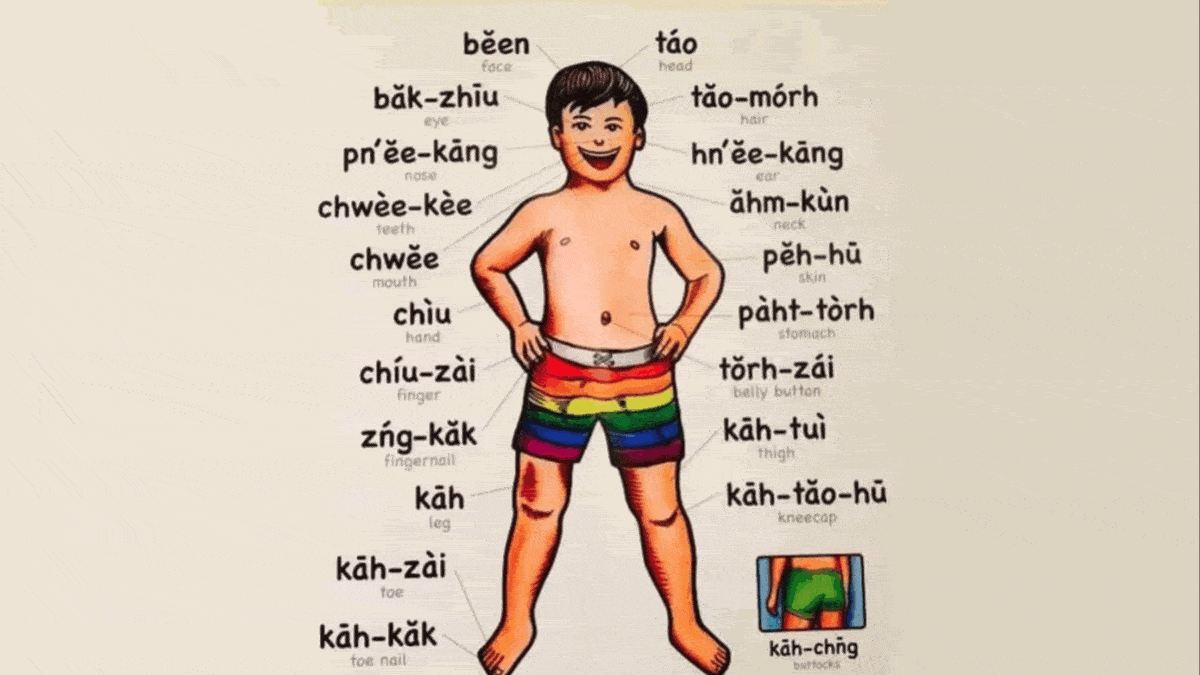 běen
face
băk-zhīu
eye
pn'ĕe-kāng
nose
chwèe-kèe
teeth
chwĕe
mouth
chìu
hand
chíu-zài
finger
zńg-kăk
fingernail
kāh
leg
kāh-zài
toe
kāh-kăk
toe nail
táo
head
tăo-mórh
hair
hn'ĕe-kāng
ear
ăhm-kùn
neck
pĕh-hū
skin
pàht-tòrh
stomach
tŏrh-zái
belly button
kāh-tuì
thigh
kāh-tăo-hū
kneecap
kāh-chn̄g
buttocks